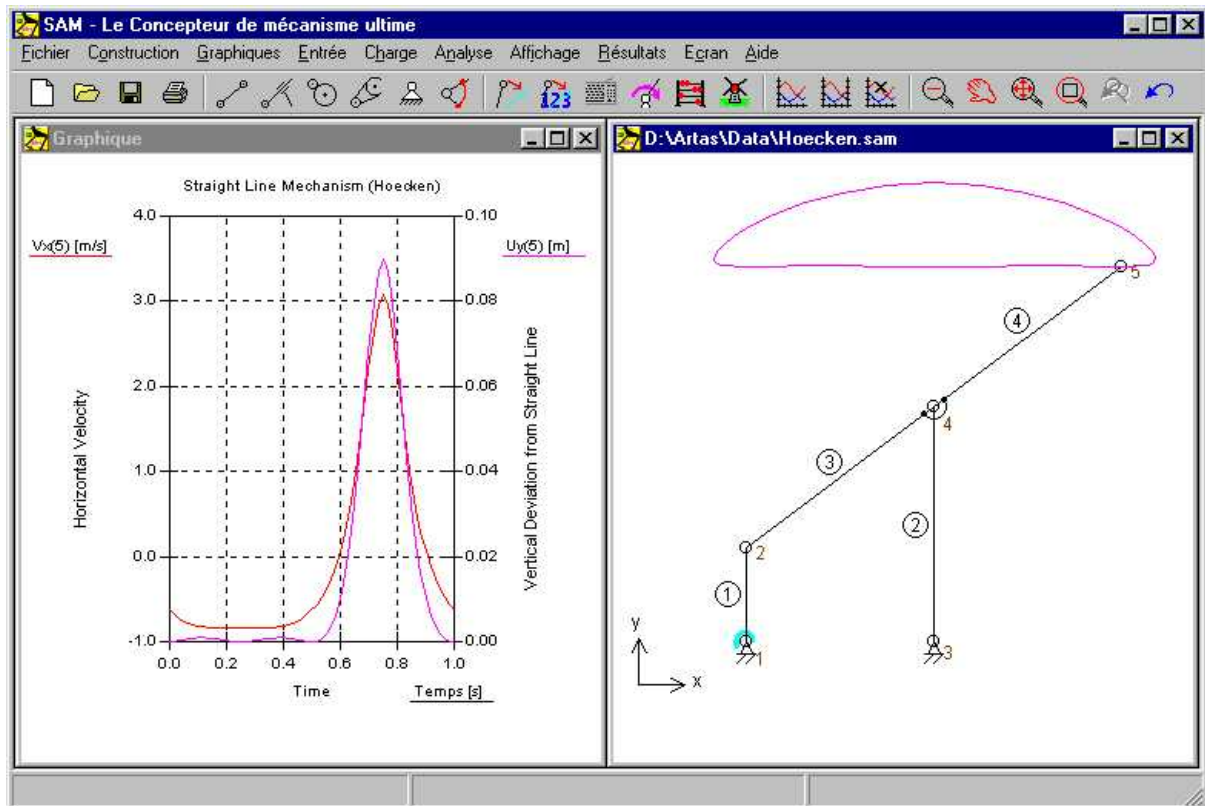 SAM - Le Concepteur de mécanisme ultime
Fichier Construction Graphiques Entrée Charge Analyse Affichage Résultats Ecran Aide
123
Graphique
Straight Line Mechanism (Hoecken)
Vx(5) [m/s]
Uy(5) [m]
4.0
3.0
2.0
1.0
0.0
-1.0
0.10
0.08
0.06
0.04
0.02
0.00
Horizontal Velocity
Vertical Deviation from Straight Line
0.0 0.2 0.4 0.6 0.8 1.0
Time
Temps [s]
D:\Artas\Data\Hoecken.sam
5
4
4
3
2
2
1
1
3
y
x